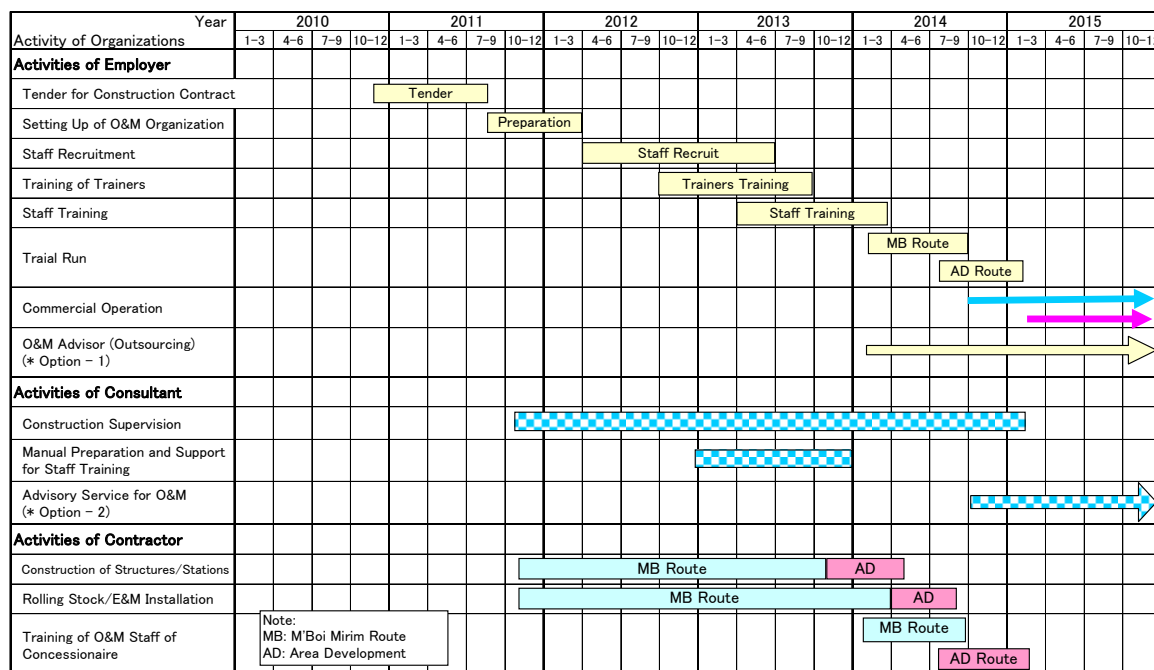 Year 2010 2011 2012 2013 2014 2015
Activity of Organizations 1-3 4-6 7-9 10-12 1-3 4-6 7-9 10-12 1-3 4-6 7-9 10-12 1-3 4-6 7-9 10-12 1-3 4-6 7-9 10-12 1-3 4-6 7-9 10-12
Activities of Employer
Tender for Construction Contract Tender
Setting Up of O&M Organization Preparation
Staff Recruitment Staff Recruit
Training of Trainers Trainers Training
Staff Training Staff Training
MB Route
Traial Run
AD Route
Commercial Operation
O&M Advisor (Outsourcing)
(* Option - 1)
Activities of Consultant
Construction Supervision
Manual Preparation and Support
for Staff Training
Advisory Service for O&M
(* Option - 2)
Activities of Contractor
Construction of Structures/Stations MB Route AD
Rolling Stock/E&M Installation MB Route AD
Training of O&M Staff of
Concessionaire
MB Route
AD Route
Note:
MB: M'Boi Mirim Route
AD: Area Development